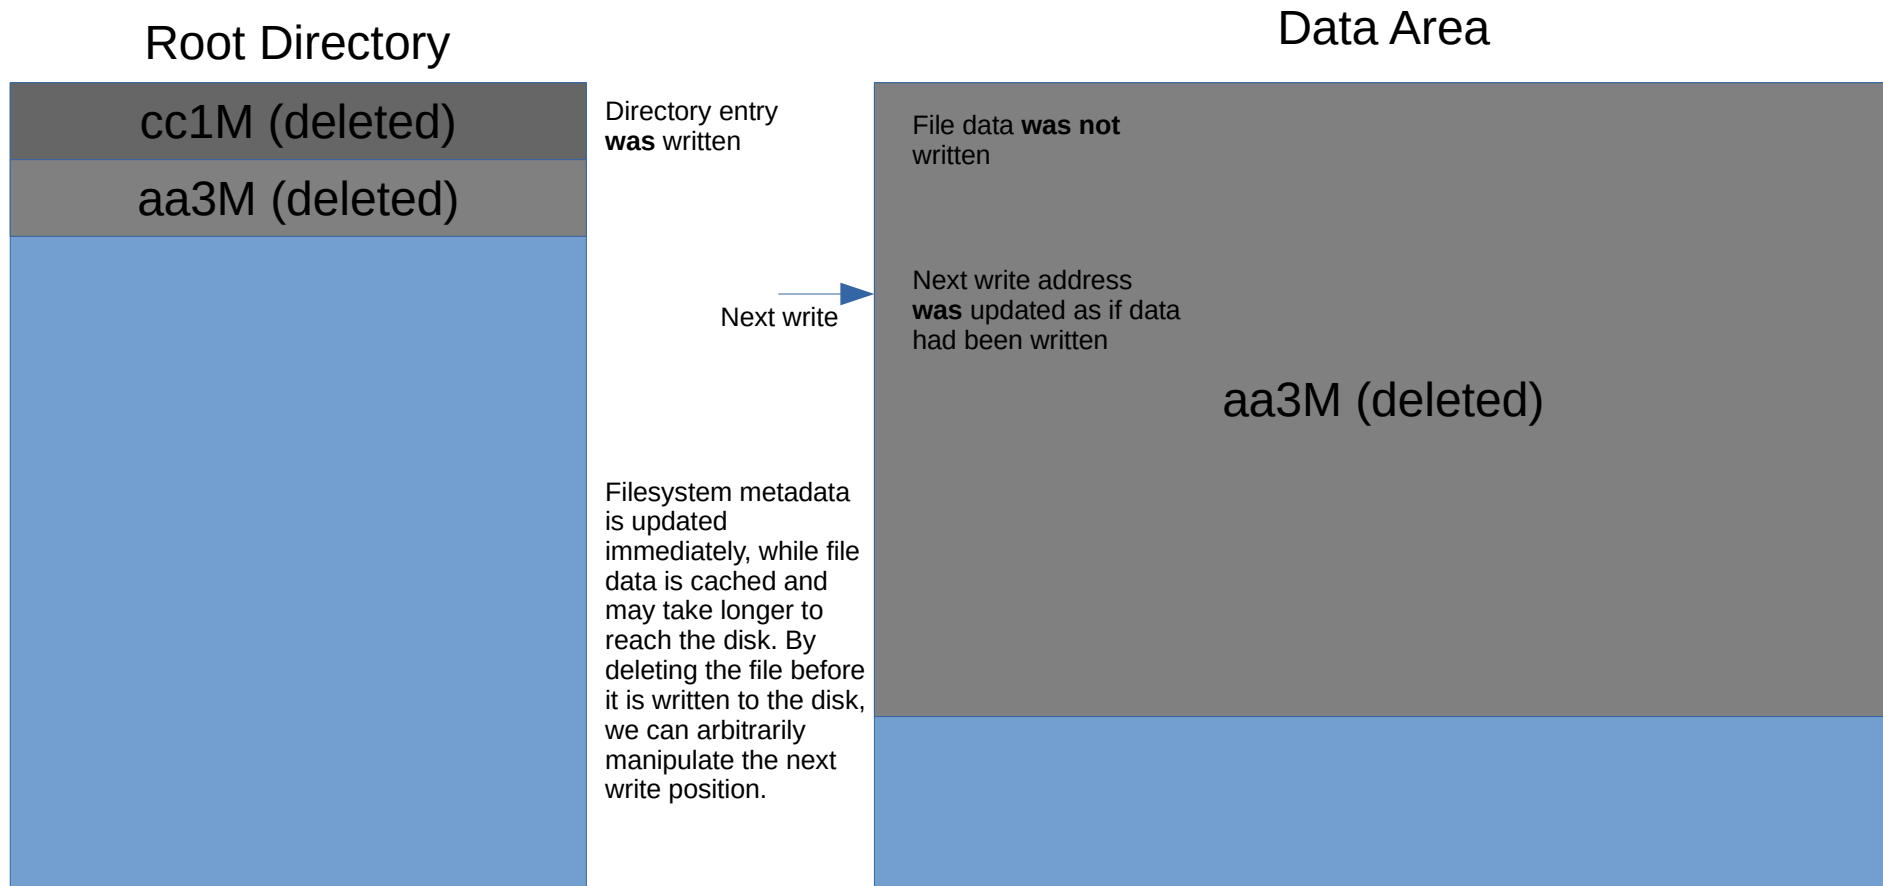 Root Directory
Data Area
cc1M (deleted)
aa3M (deleted)
Directory entry
was written
File data was not
written
Next write
Next write address
was updated as if data
had been written
aa3M (deleted)
Filesystem metadata
is updated
immediately, while file
data is cached and
may take longer to
reach the disk. By
deleting the file before
it is written to the disk,
we can arbitrarily
manipulate the next
write position.